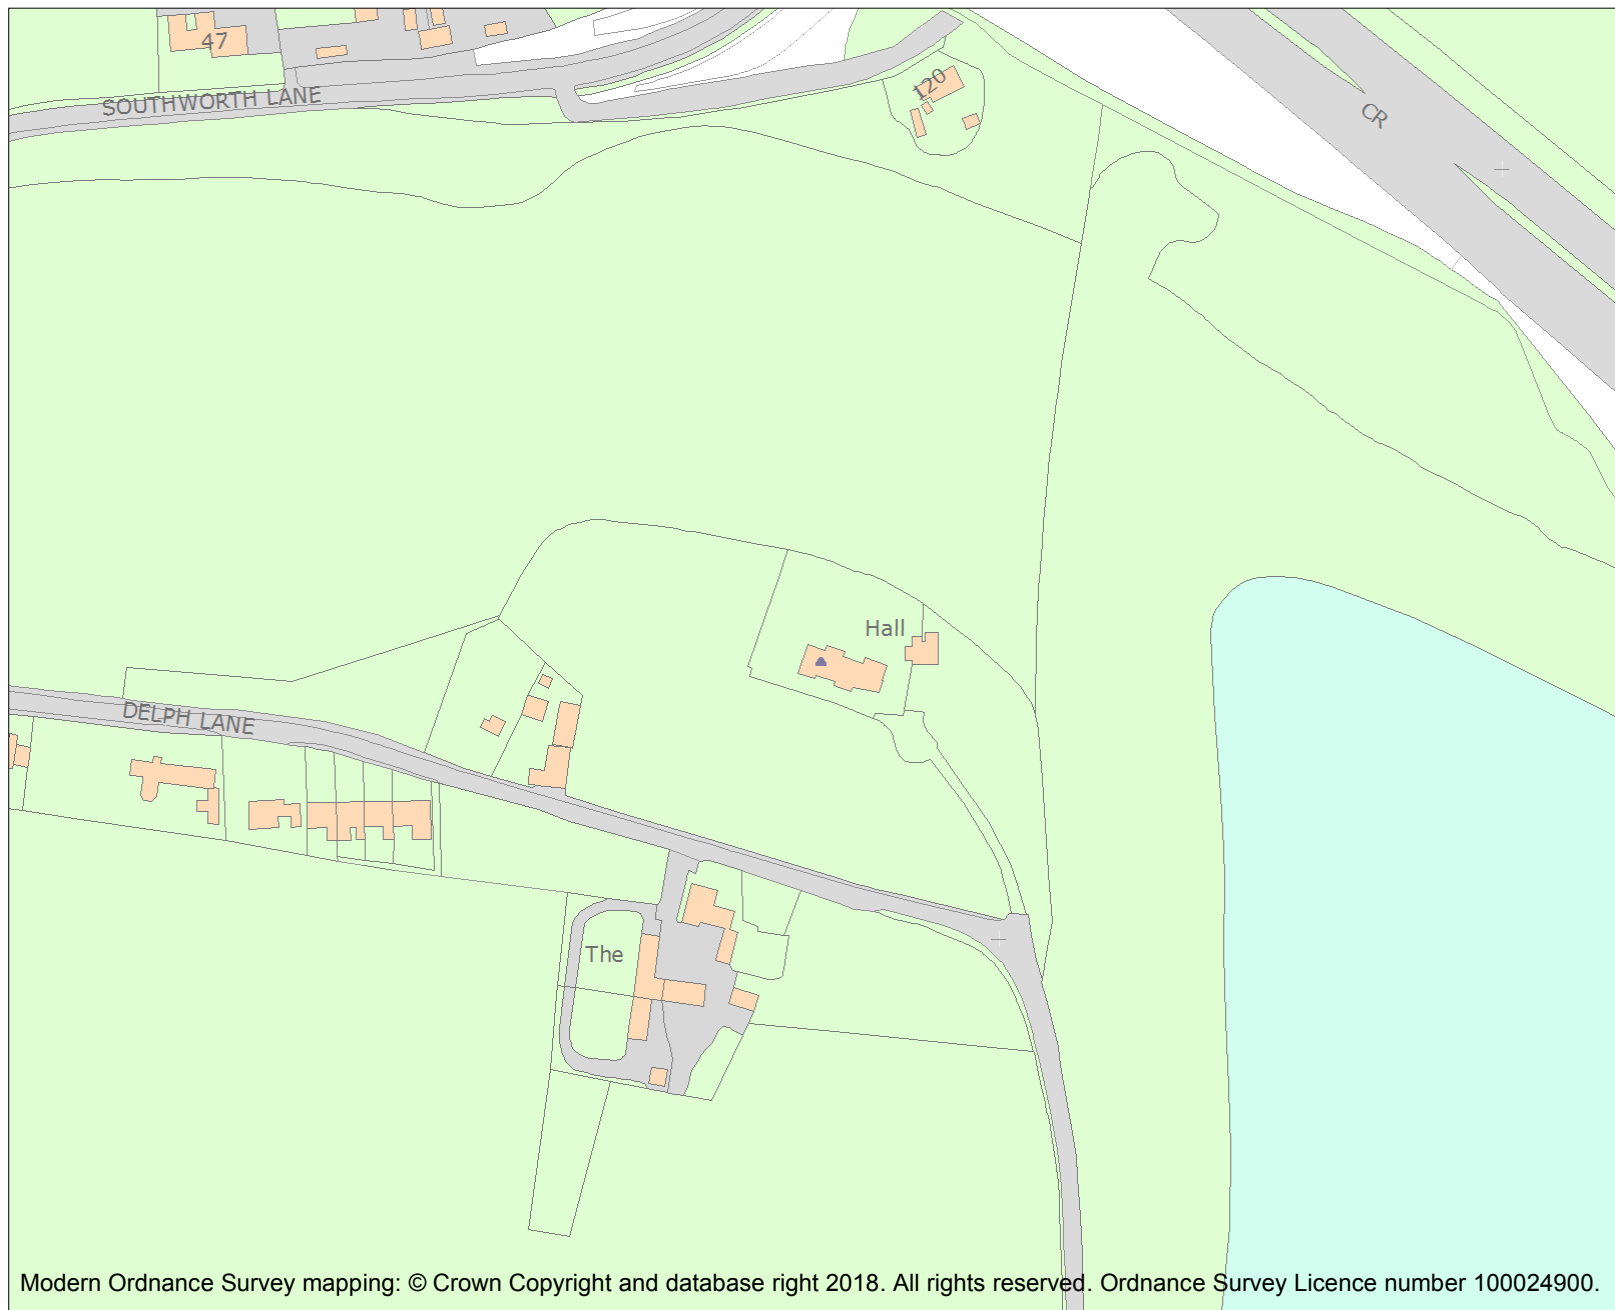 47
SOUTHWORTH LANE
120
CR
Hall
DELPH LANE
The
Modern Ordnance Survey mapping: © Crown Copyright and database right 2018. All rights reserved. Ordnance Survey Licence number 100024900.